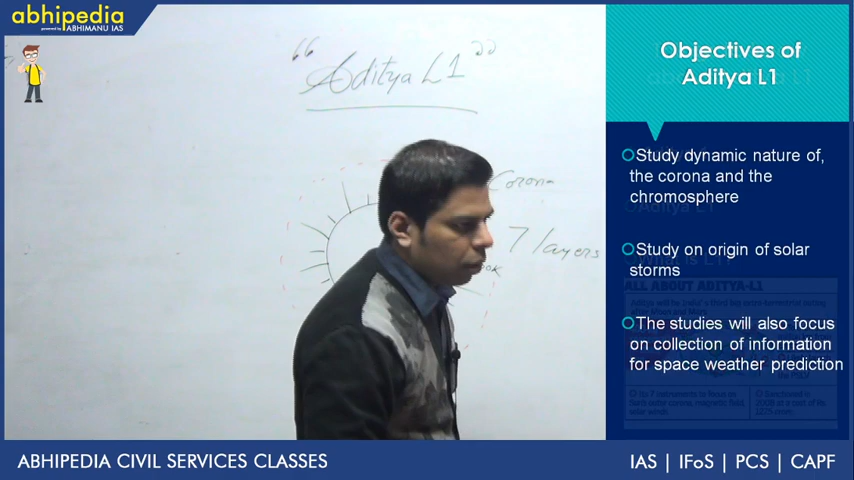 abhipedia
powered by ABHIMANU IAS
"Aditya L1"
Corona
7 layers
Objectives of
Aditya L1
Study dynamic nature of,
the corona and the
chromosphere
Study on origin of solar
storms
The studies will also focus
on collection of information
for space weather prediction
ALL ABOUT ADITYA-L1
ABHIPEDIA CIVIL SERVICES CLASSES
IAS | IFoS | PCS | CAPF